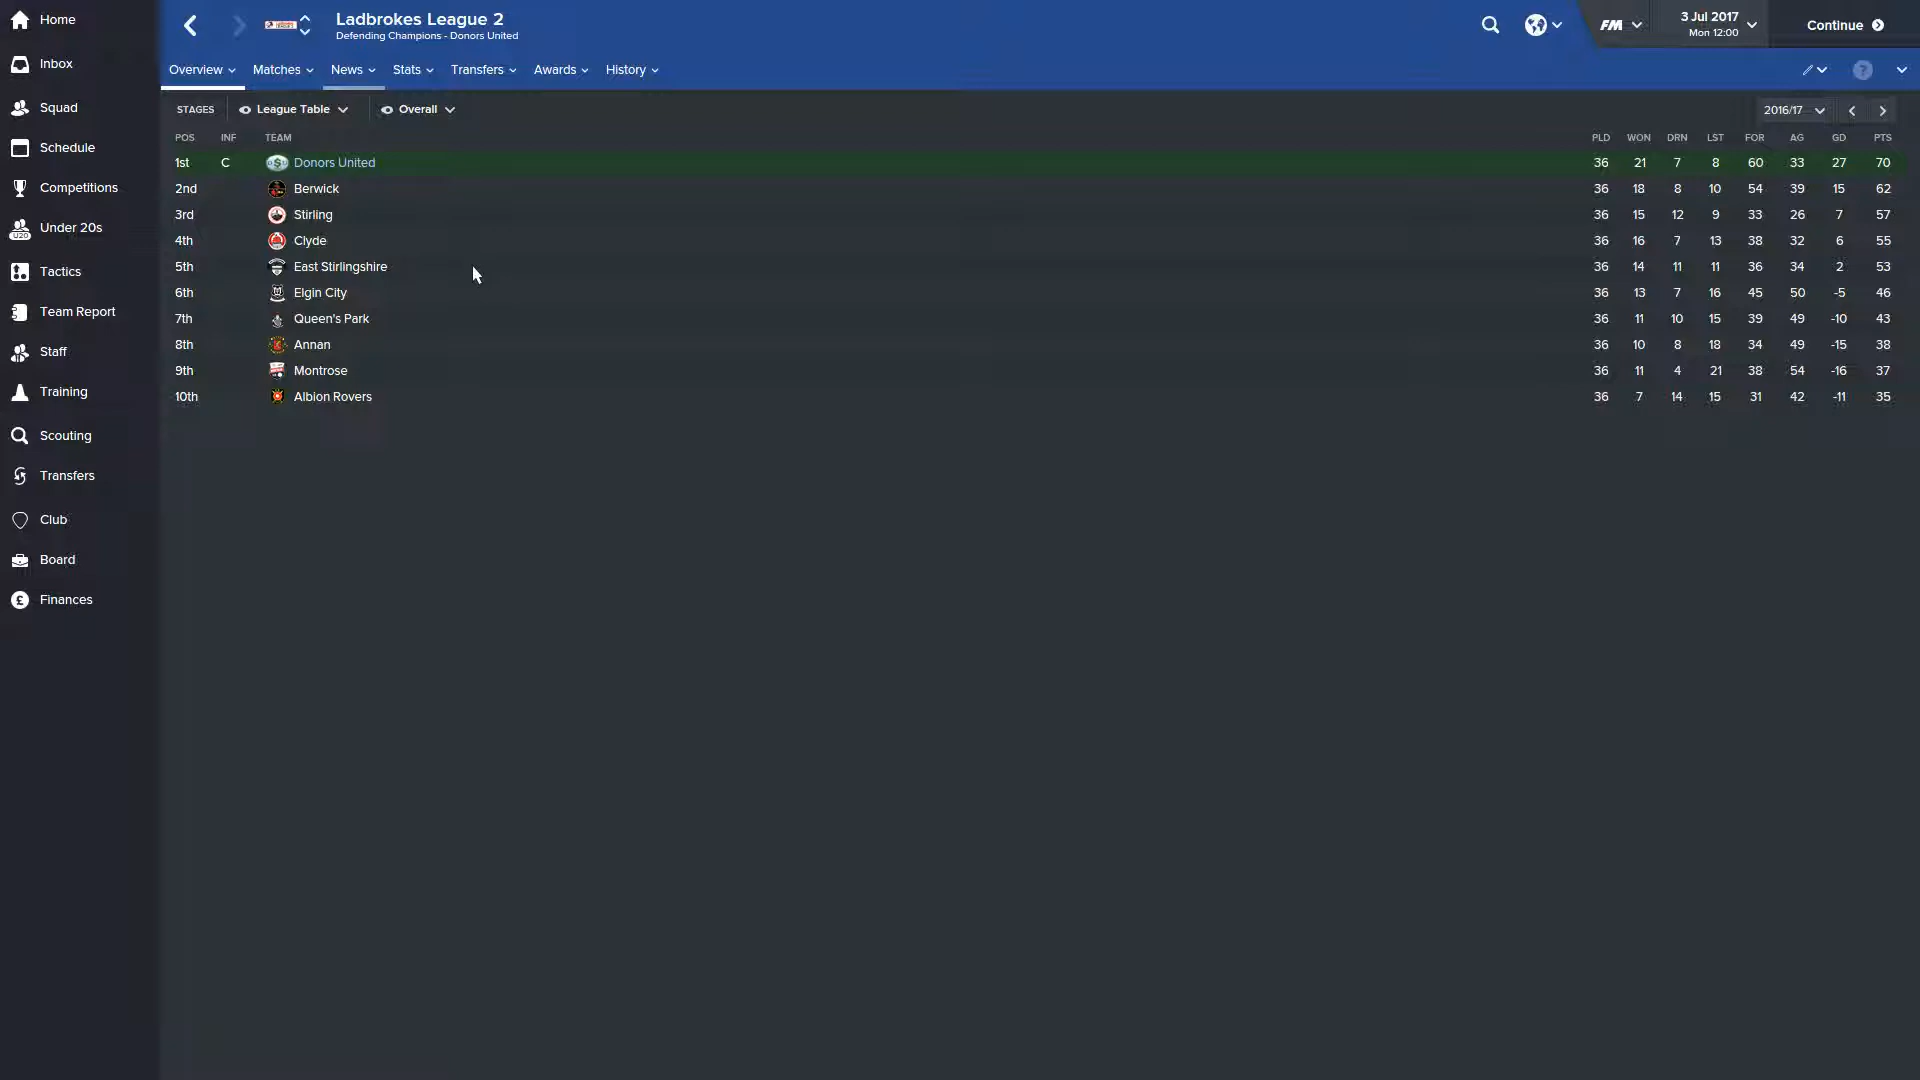 Home
Inbox
Squad
Schedule
Competitions
Under 20s
Tactics
Team Report
Staff
Training
Scouting
Transfers
Club
Board
Finances
Ladbrokes League 2
Defending Champions - Donors United
FM
3 Jul 2017
Mon 12:00
Continue
Overview Matches News Stats Transfers Awards History
STAGES League Table Overall 2016/17
POS INF TEAM PLD WON DRN LST FOR AG GD PTS
1st C Donors United 36 21 7 8 60 33 27 70
2nd Berwick 36 18 8 10 54 39 15 62
3rd Stirling 36 15 12 9 33 26 7 57
4th Clyde 36 16 7 13 38 32 6 55
5th East Stirlingshire 36 14 11 11 36 34 2 53
6th Elgin City 36 13 7 16 45 50 -5 46
7th Queen's Park 36 11 10 15 39 49 -10 43
8th Annan 36 10 8 18 34 49 -15 38
9th Montrose 36 11 4 21 38 54 -16 37
10th Albion Rovers 36 7 14 15 31 42 -11 35